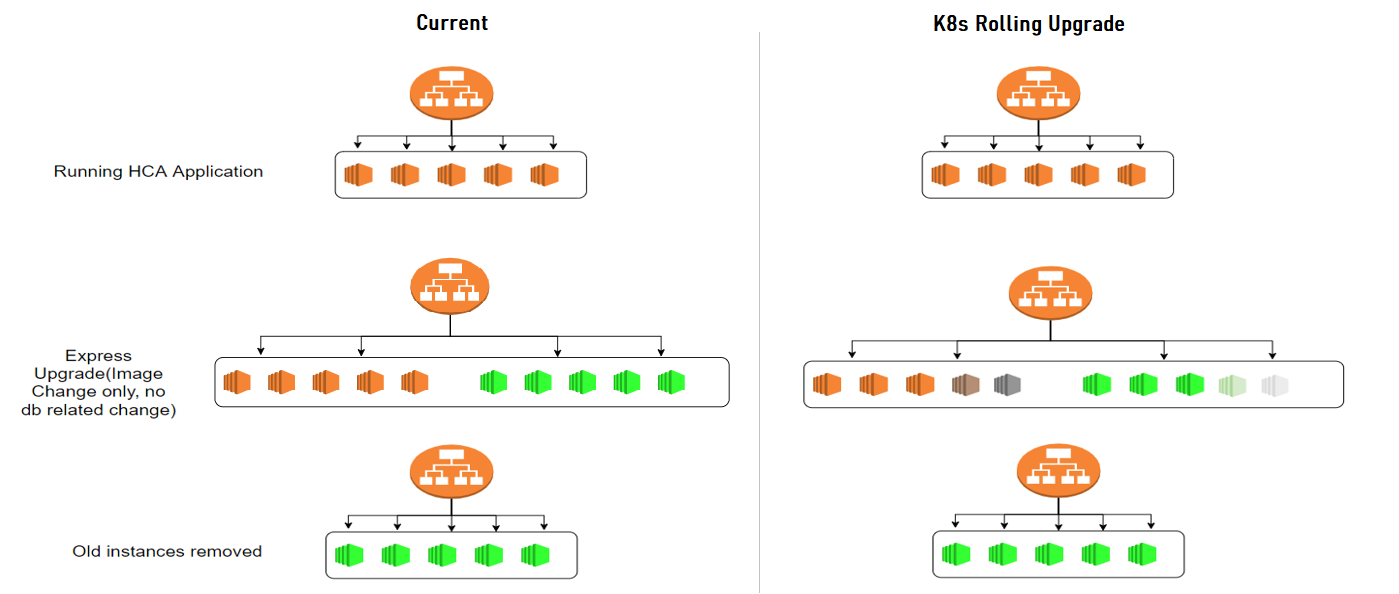 Current
K8s Rolling Upgrade
Running HCA Application
Express
Upgrade(Image
Change only, no
db related change)
Old instances removed